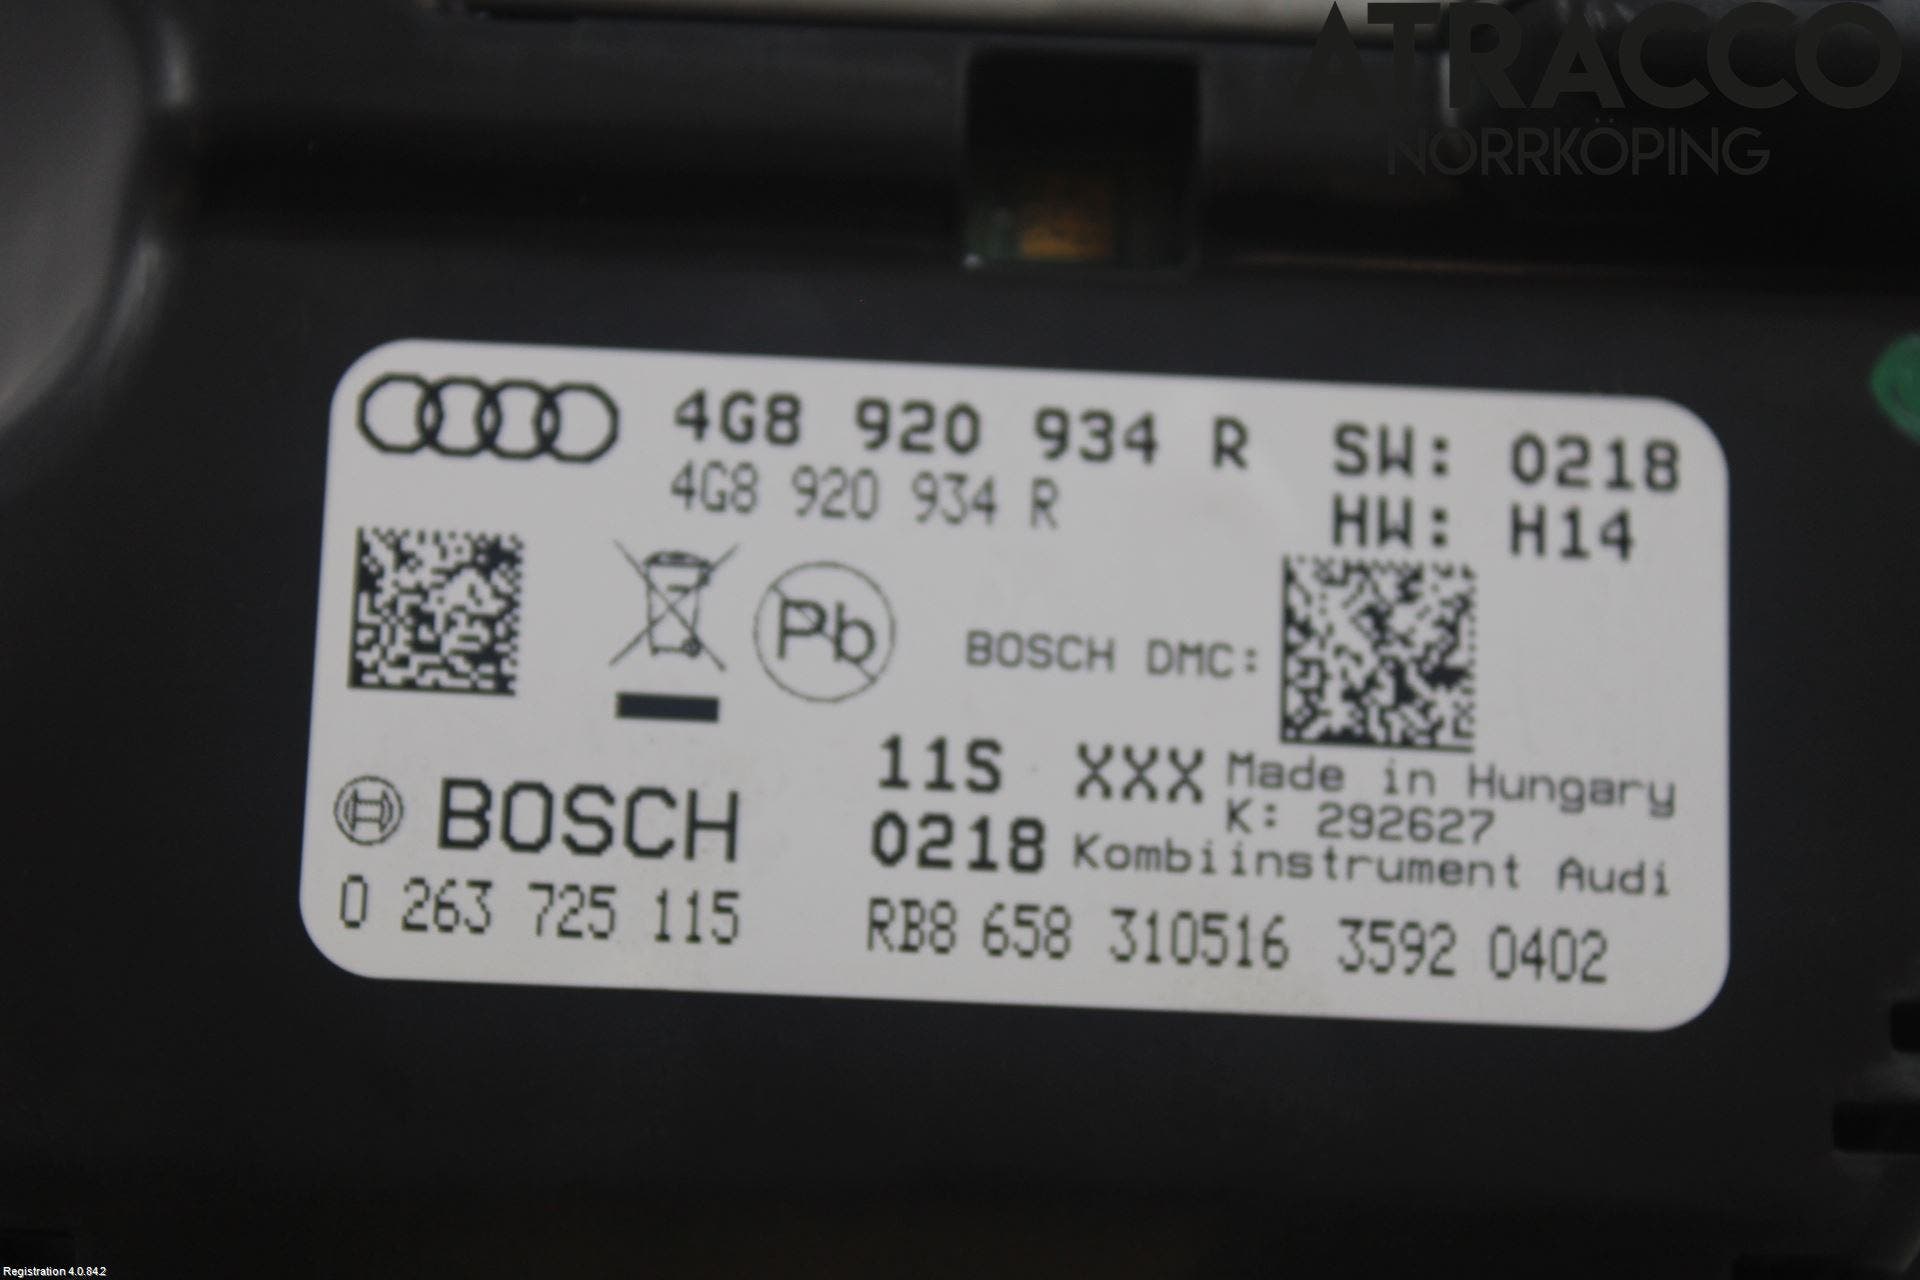 ATRACCO
NORRKÖPING
4G8 920 934 R SW: 0218
4G8 920 934 R HW: H14
Pb
BOSCH DMC:
11S XXX Made in Hungary
K: 292627
BOSCH 0218 Kombiinstrument Audi
0 263 725 115 RB8 658 310516 3592 0402
Registration 4.0.84.2